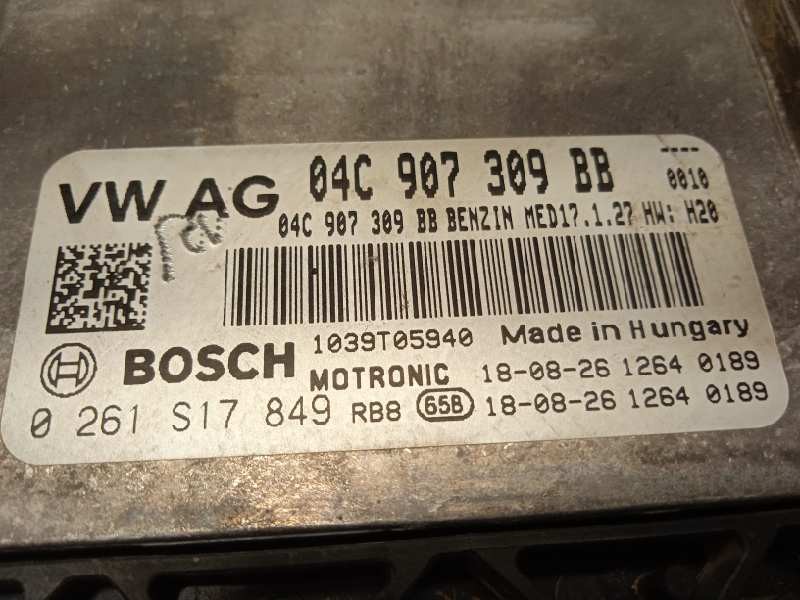 VW AG 04C 907 309 BB ----
0010
04C 907 309 BB BENZIN MED17.1.27 HW: H20
BOSCH 1039T05940 Made in Hungary
MOTRONIC 18-08-26 1264 0189
0 261 S17 849 RB8 65B 18-08-26 1264 0189